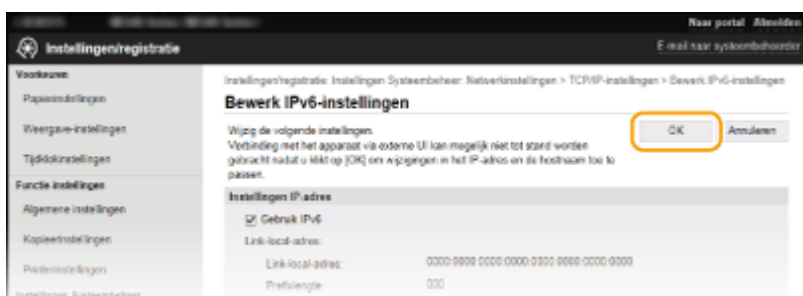 Naar portal Afmelden
Instellingen/registratie
E-mail naar systeembeheerder
Voorkeuren
Papierinstellingen
Weergave-instellingen
Tijdklokinstellingen
Functie instellingen
Algemene instellingen
Kopieerinstellingen
Printerinstellingen
Instellingen Systeembeheer
Instellingen/registratie: Instellingen Systeembeheer: Netwerkinstellingen > TCP/IP-instellingen > Bewerk IPv6-instellingen
Bewerk IPv6-instellingen
Wijzig de volgende instellingen.
Verbinding met het apparaat via externe UI kan mogelijk niet tot stand worden
gebracht nadat u klikt op [OK] om wijzigingen in het IP-adres en de hostnaam toe te
passen.
OK
Annuleren
Instellingen IP-adres
Gebruik IPv6
Link-local-adres:
Link-local-adres: 0000:0000:0000:0000:0000:0000:0000:0000
Prefixlengte: 000